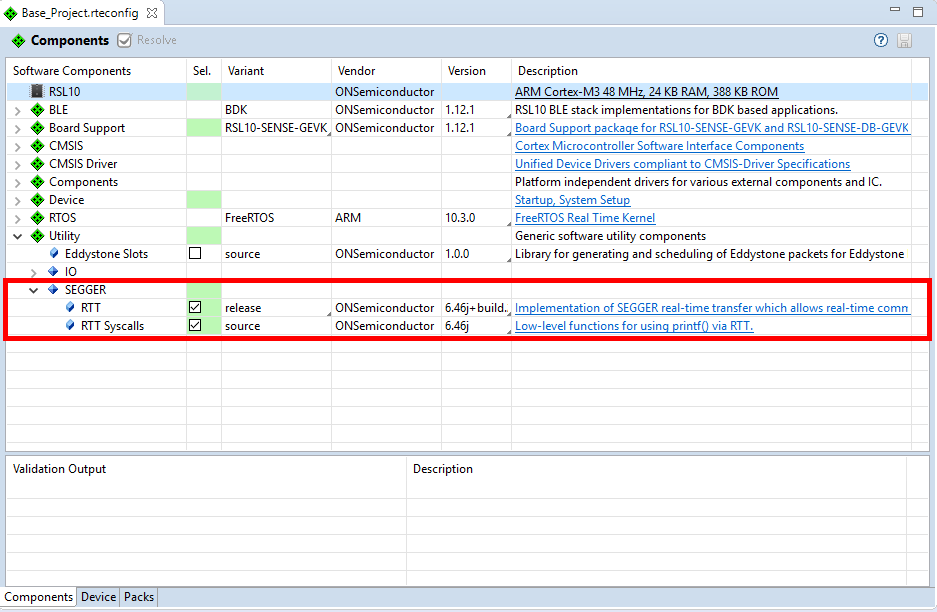 Base_Project.rteconfig
Components Resolve
Software Components Sel. Variant Vendor Version Description
RSL10 ONSemiconductor ARM Cortex-M3 48 MHz, 24 KB RAM, 388 KB ROM
BLE BDK ONSemiconductor 1.12.1 RSL10 BLE stack implementations for BDK based applications.
Board Support RSL10-SENSE-GEVK ONSemiconductor 1.12.1 Board Support package for RSL10-SENSE-GEVK and RSL10-SENSE-DB-GEVK
CMSIS Cortex Microcontroller Software Interface Components
CMSIS Driver Unified Device Drivers compliant to CMSIS-Driver Specifications
Components Platform independent drivers for various external components and IC.
Device Startup, System Setup
RTOS FreeRTOS ARM 10.3.0 FreeRTOS Real Time Kernel
Utility Generic software utility components
Eddystone Slots source ONSemiconductor 1.0.0 Library for generating and scheduling of Eddystone packets for Eddystone
IO
SEGGER
RTT release ONSemiconductor 6.46j+build. Implementation of SEGGER real-time transfer which allows real-time comm
RTT Syscalls source ONSemiconductor 6.46j Low-level functions for using printf() via RTT.
Validation Output Description
Components Device Packs